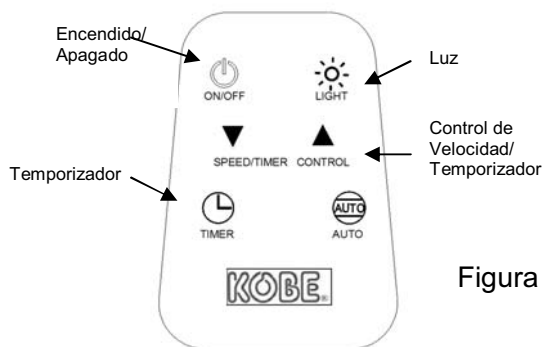 Encendido/
Apagado
Luz
ON/OFF
LIGHT
Control de
Velocidad/
Temporizador
SPEED/TIMER CONTROL
Temporizador
AUTO
TIMER
AUTO
KOBE®
Figura